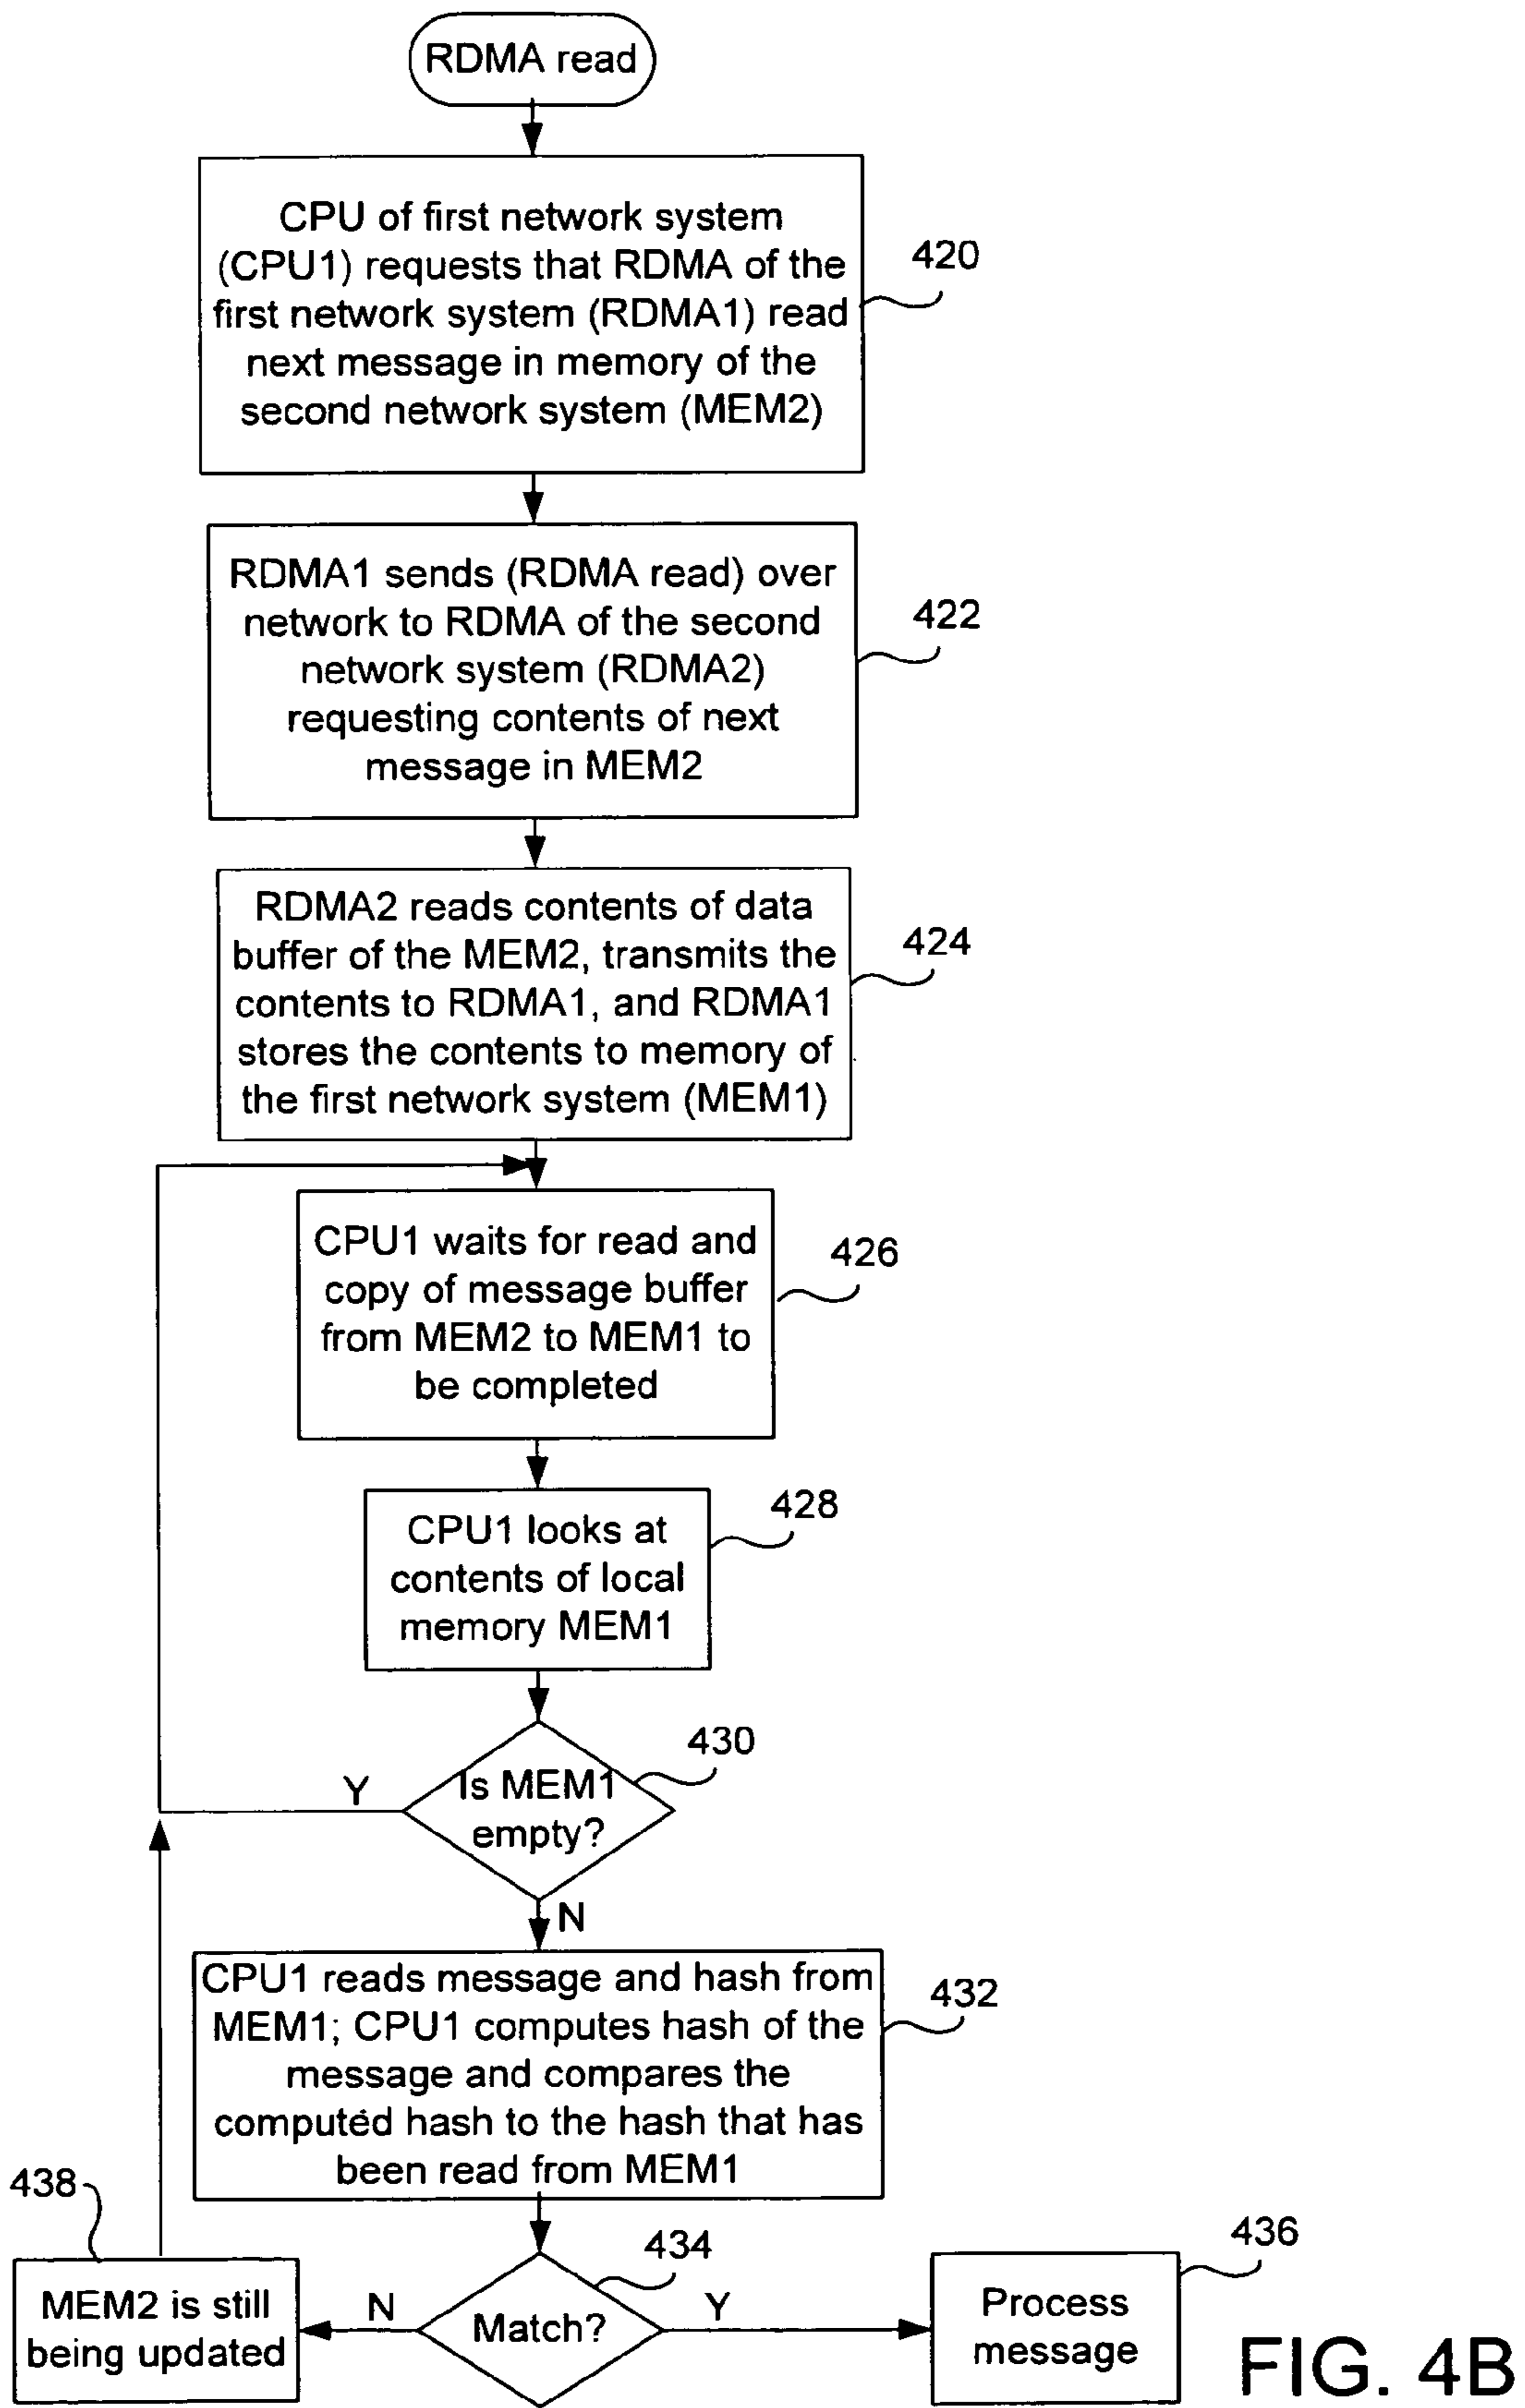 RDMA read
CPU of first network system
(CPU1) requests that RDMA of the
first network system (RDMA1) read
next message in memory of the
second network system (MEM2)
420
RDMA1 sends (RDMA read) over
network to RDMA of the second
network system (RDMA2)
requesting contents of next
message in MEM2
422
RDMA2 reads contents of data
buffer of the MEM2, transmits the
contents to RDMA1, and RDMA1
stores the contents to memory of
the first network system (MEM1)
424
CPU1 waits for read and
copy of message buffer
from MEM2 to MEM1 to
be completed
426
CPU1 looks at
contents of local
memory MEM1
428
Is MEM1
empty?
430
Y
N
CPU1 reads message and hash from
MEM1; CPU1 computes hash of the
message and compares the
computed hash to the hash that has
been read from MEM1
432
Match?
434
N
Y
MEM2 is still
being updated
438
Process
message
436
FIG. 4B